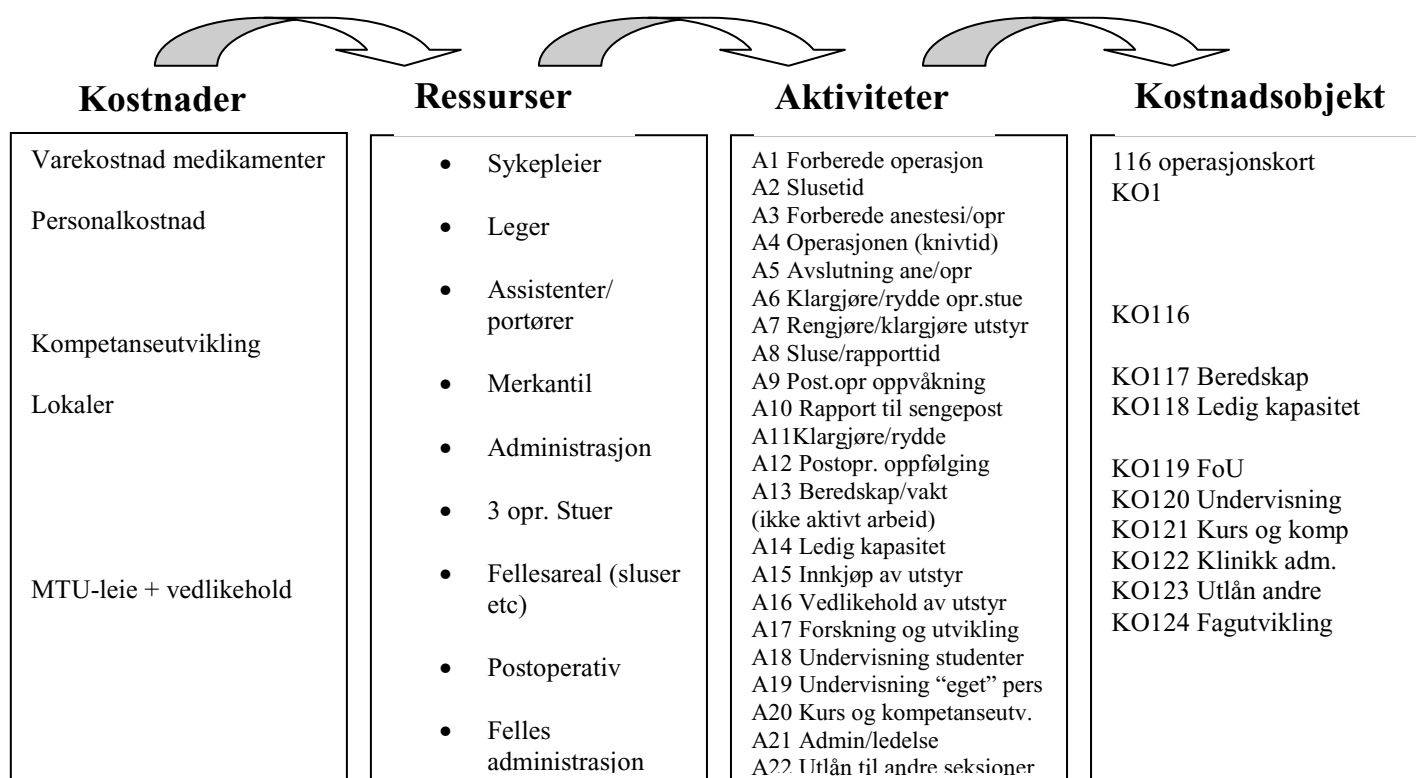 Kostnader
Ressurser
Aktiviteter
Kostnadsobjekt
Varekostnad medikamenter
Personalkostnad
Kompetanseutvikling
Lokaler
MTU-leie + vedlikehold
• Sykepleier
• Leger
• Assistenter/
portører
• Merkantil
• Administrasjon
• 3 opr. Stuer
• Fellesareal (sluser
etc)
• Postoperativ
• Felles
administrasjon
A1 Forberede operasjon
A2 Slusetid
A3 Forberede anestesi/opr
A4 Operasjonen (knivtid)
A5 Avslutning ane/opr
A6 Klargjøre/rydde opr.stue
A7 Rengjøre/klargjøre utstyr
A8 Sluse/rapporttid
A9 Post.opr oppvåkning
A10 Rapport til sengepost
A11Klargjøre/rydde
A12 Postopr. oppfølging
A13 Beredskap/vakt
(ikke aktivt arbeid)
A14 Ledig kapasitet
A15 Innkjøp av utstyr
A16 Vedlikehold av utstyr
A17 Forskning og utvikling
A18 Undervisning studenter
A19 Undervisning “eget” pers
A20 Kurs og kompetanseutv.
A21 Admin/ledelse
A22 Utlån til andre seksjoner
116 operasjonskort
KO1
KO116
KO117 Beredskap
KO118 Ledig kapasitet
KO119 FoU
KO120 Undervisning
KO121 Kurs og komp
KO122 Klinikk adm.
KO123 Utlån andre
KO124 Fagutvikling